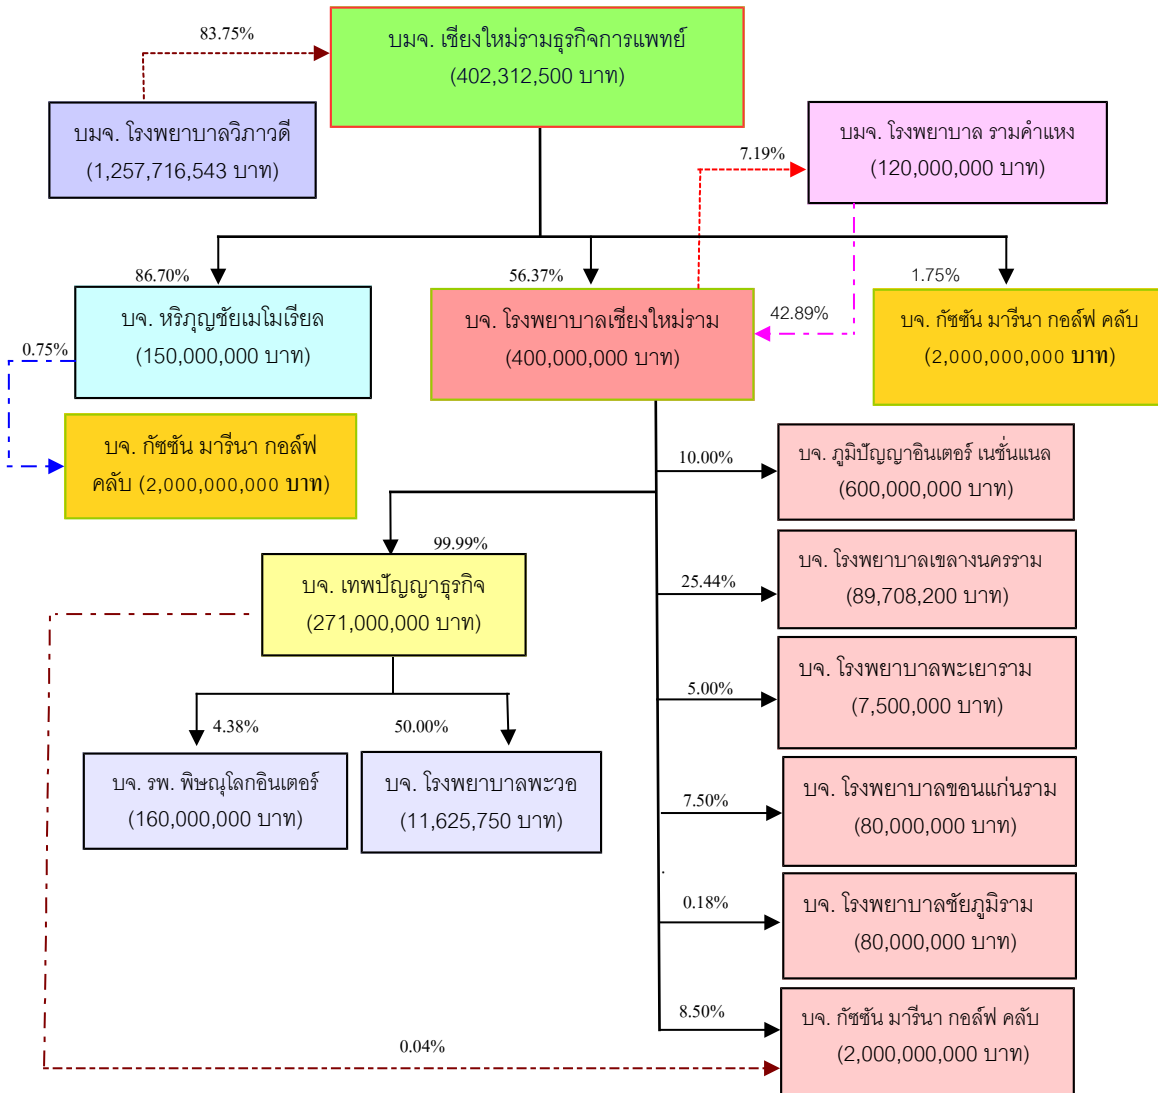 83.75%
บมจ. เชียงใหม่รามธุรกิจการแพทย์
(402,312,500 บาท)
บมจ. โรงพยาบาลวิภาวดี
(1,257,716,543 บาท)
7.19%
บมจ. โรงพยาบาล รามคำแหง
(120,000,000 บาท)
86.70%
56.37%
1.75%
บจ. หริภุญชัยเมโมเรียล
(150,000,000 บาท)
บจ. โรงพยาบาลเชียงใหม่ราม
(400,000,000 บาท)
42.89%
บจ. กัซซัน มารีนา กอล์ฟ คลับ
(2,000,000,000 บาท)
0.75%
บจ. กัซซัน มารีนา กอล์ฟ
คลับ (2,000,000,000 บาท)
10.00%
บจ. ภูมิปัญญาอินเตอร์ เนชั่นแนล
(600,000,000 บาท)
99.99%
บจ. เทพปัญญาธุรกิจ
(271,000,000 บาท)
25.44%
บจ. โรงพยาบาลเขลางนครราม
(89,708,200 บาท)
5.00%
บจ. โรงพยาบาลพะเยาราม
(7,500,000 บาท)
4.38%
50.00%
บจ. รพ. พิษณุโลกอินเตอร์
(160,000,000 บาท)
บจ. โรงพยาบาลพะวอ
(11,625,750 บาท)
7.50%
บจ. โรงพยาบาลขอนแก่นราม
(80,000,000 บาท)
0.18%
บจ. โรงพยาบาลชัยภูมิราม
(80,000,000 บาท)
8.50%
บจ. กัซซัน มารีนา กอล์ฟ คลับ
(2,000,000,000 บาท)
0.04%